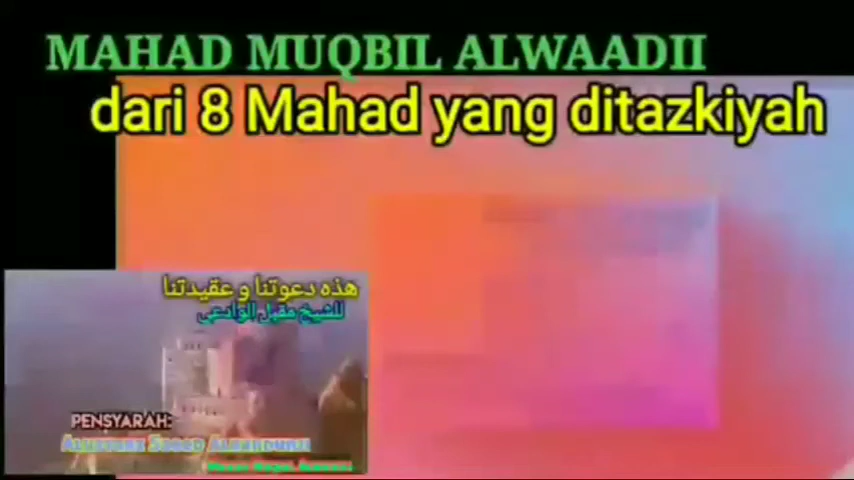 MAHAD MUQBIL ALWAADII
dari 8 Mahad yang ditazkiyah
هذه دعوتنا و عقيدتنا
للشيخ مقبل الوادعي
PENSYARAH: